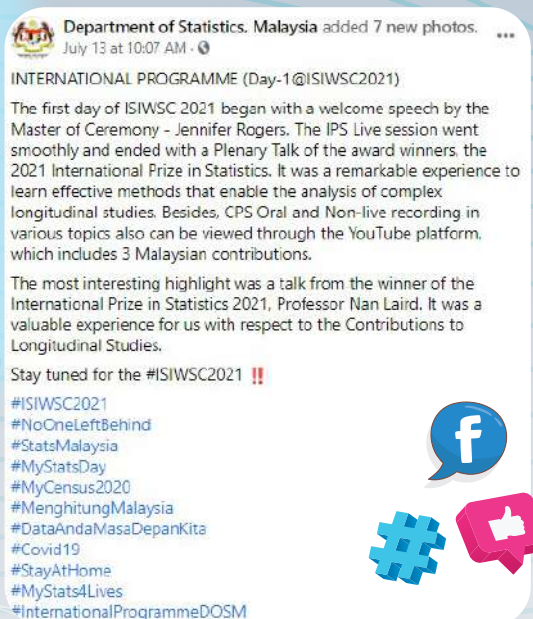 Department of Statistics. Malaysia added 7 new photos.
July 13 at 10:07 AM ·
INTERNATIONAL PROGRAMME (Day-1@ISIWSC2021)
The first day of ISIWSC 2021 began with a welcome speech by the
Master of Ceremony - Jennifer Rogers. The IPS Live session went
smoothly and ended with a Plenary Talk of the award winners, the
2021 International Prize in Statistics. It was a remarkable experience to
learn effective methods that enable the analysis of complex
longitudinal studies. Besides, CPS Oral and Non-live recording in
various topics also can be viewed through the YouTube platform,
which includes 3 Malaysian contributions.
The most interesting highlight was a talk from the winner of the
International Prize in Statistics 2021, Professor Nan Laird. It was a
valuable experience for us with respect to the Contributions to
Longitudinal Studies.
Stay tuned for the #ISIWSC2021 ‼️
#ISIWSC2021
#NoOneLeftBehind
#StatsMalaysia
#MyStatsDay
#MyCensus2020
#MenghitungMalaysia
#DataAndaMasaDepanKita
#Covid19
#StayAtHome
#MyStats4Lives
#InternationalProgrammeDOSM